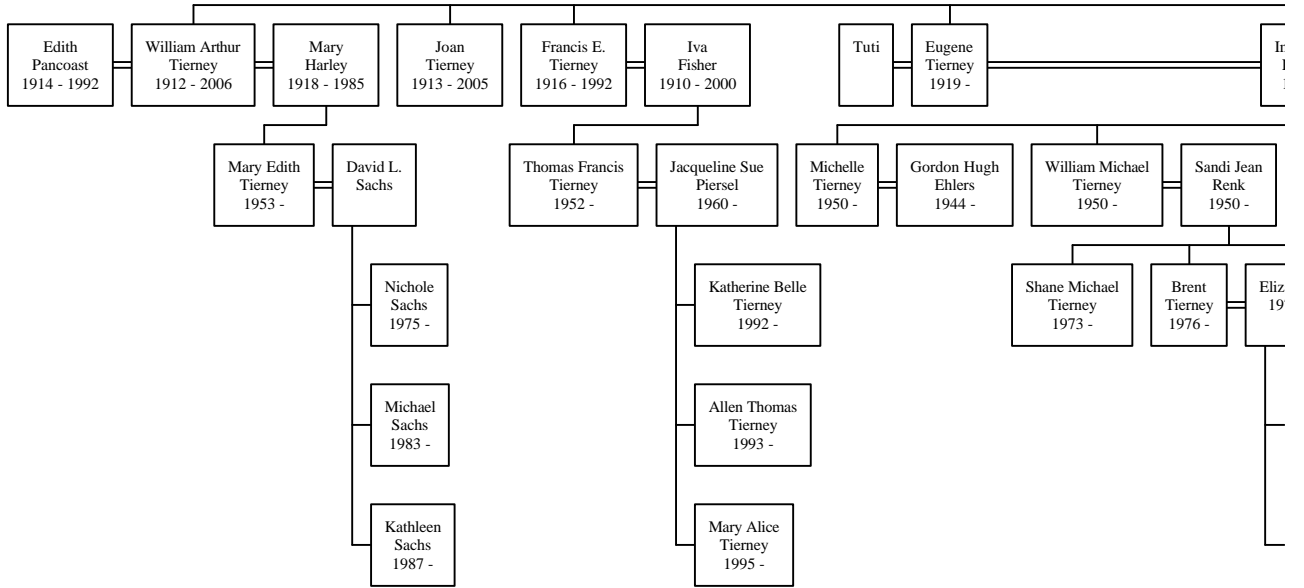 Edith
Pancoast
1914 - 1992
William Arthur
Tierney
1912 - 2006
Mary
Harley
1918 - 1985
Joan
Tierney
1913 - 2005
Francis E.
Tierney
1916 - 1992
Iva
Fisher
1910 - 2000
Tuti
Eugene
Tierney
1919 -
Mary Edith
Tierney
1953 -
David L.
Sachs
Thomas Francis
Tierney
1952 -
Jacqueline Sue
Piersel
1960 -
Michelle
Tierney
1950 -
Gordon Hugh
Ehlers
1944 -
William Michael
Tierney
1950 -
Sandi Jean
Renk
1950 -
Nichole
Sachs
1975 -
Katherine Belle
Tierney
1992 -
Shane Michael
Tierney
1973 -
Brent
Tierney
1976 -
Michael
Sachs
1983 -
Allen Thomas
Tierney
1993 -
Kathleen
Sachs
1987 -
Mary Alice
Tierney
1995 -